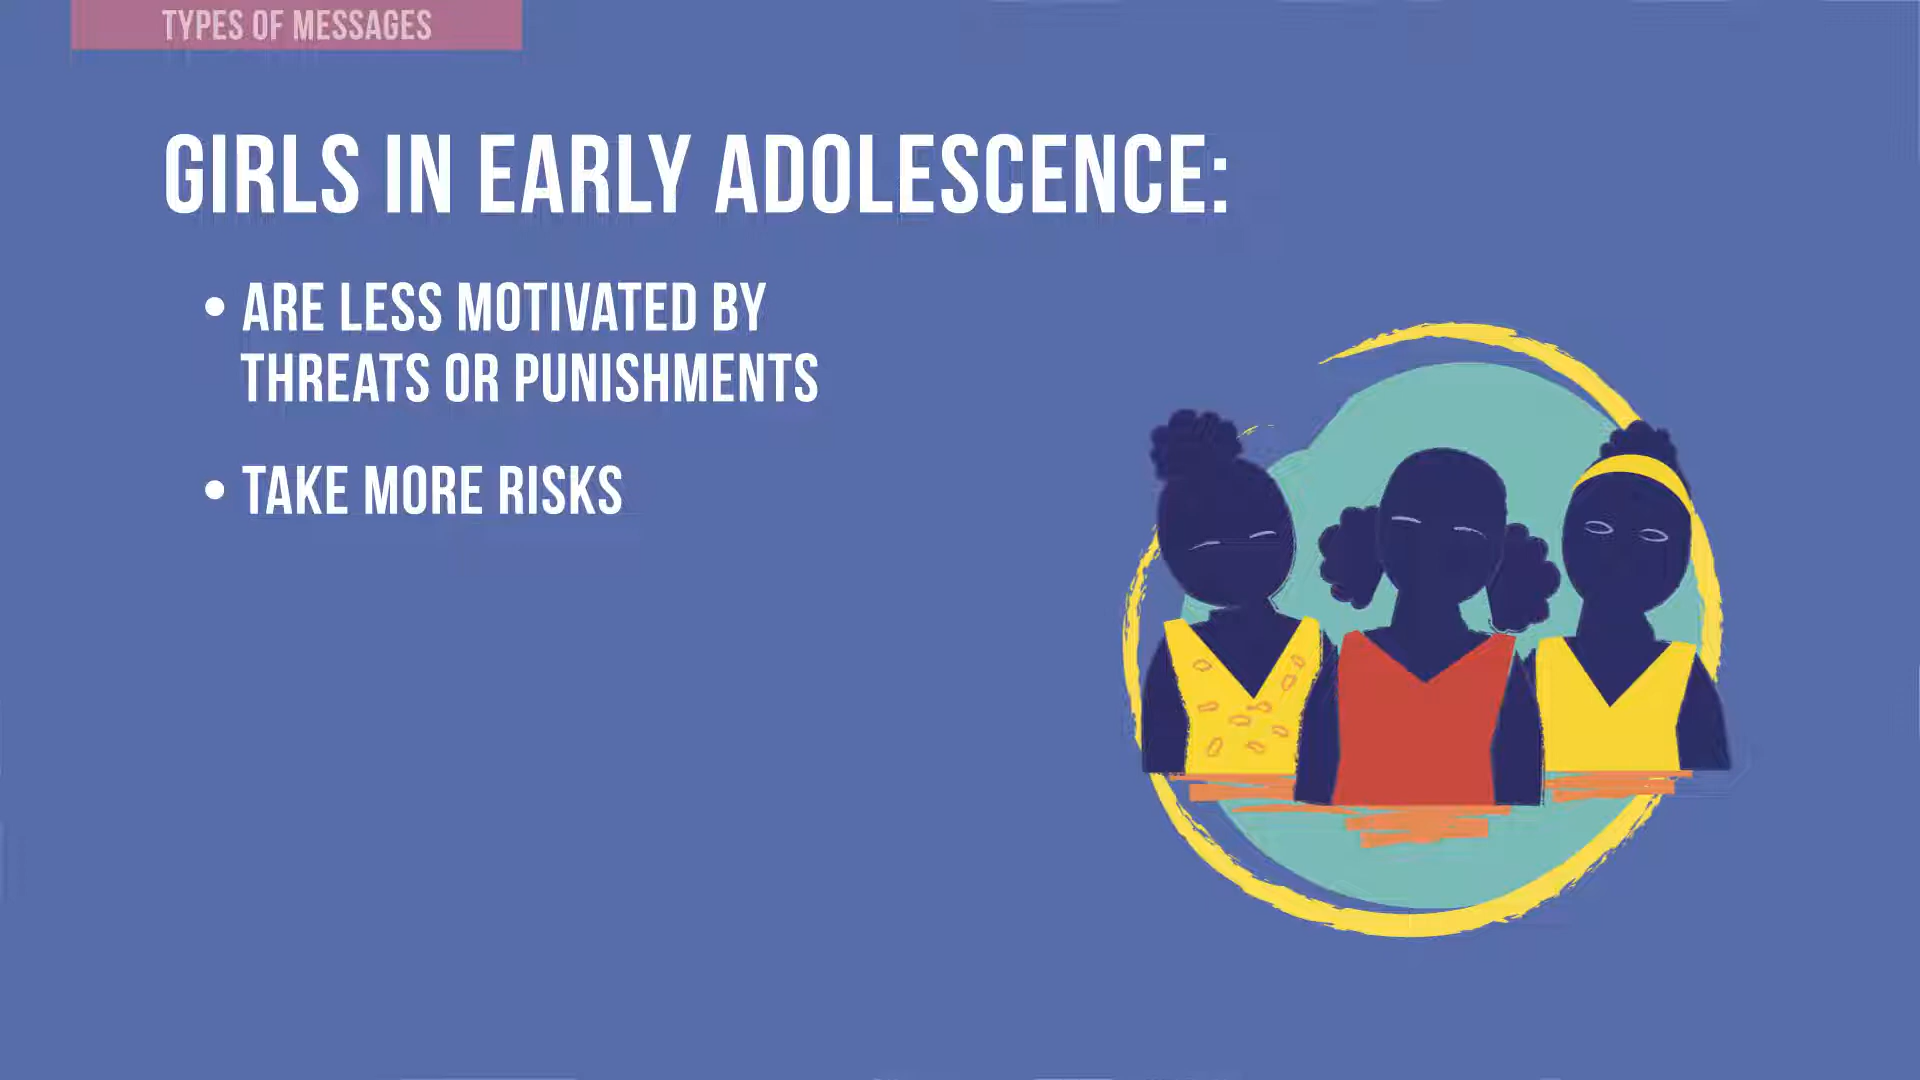 TYPES OF MESSAGES
GIRLS IN EARLY ADOLESCENCE:
• ARE LESS MOTIVATED BY
THREATS OR PUNISHMENTS
• TAKE MORE RISKS